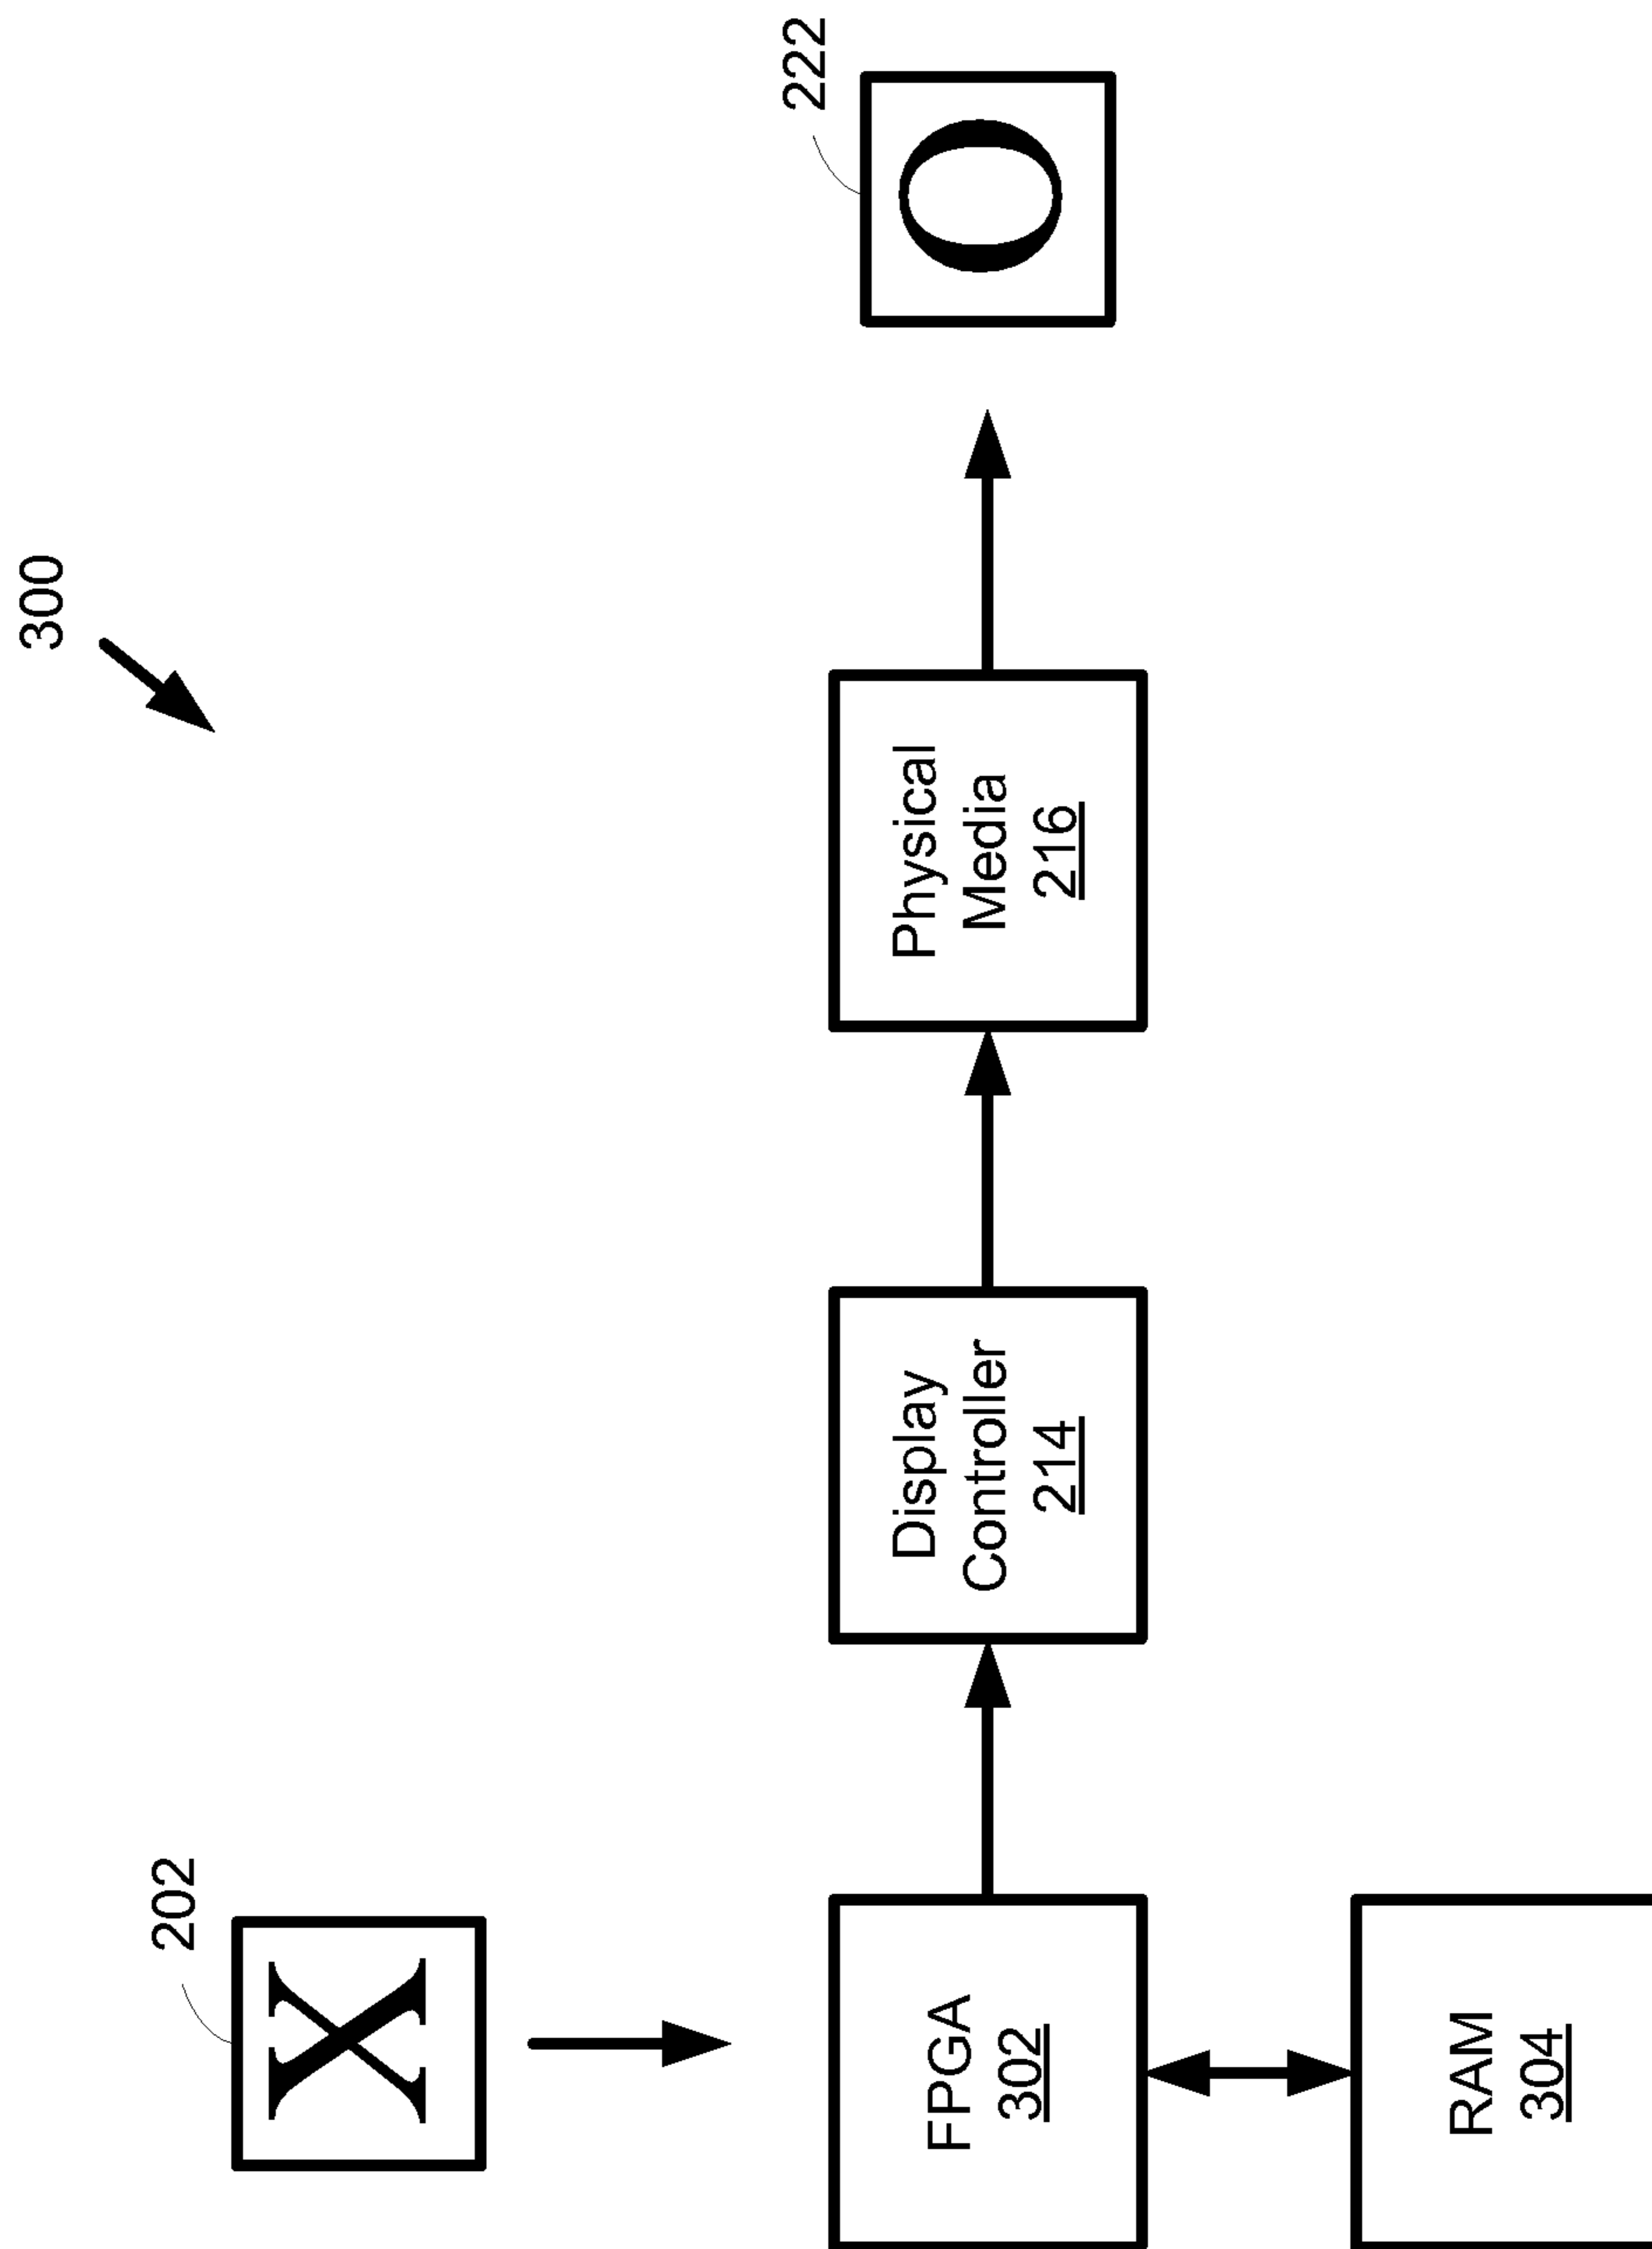 300
202
X
FPGA
302
RAM
304
Display
Controller
214
Physical
Media
216
222
O